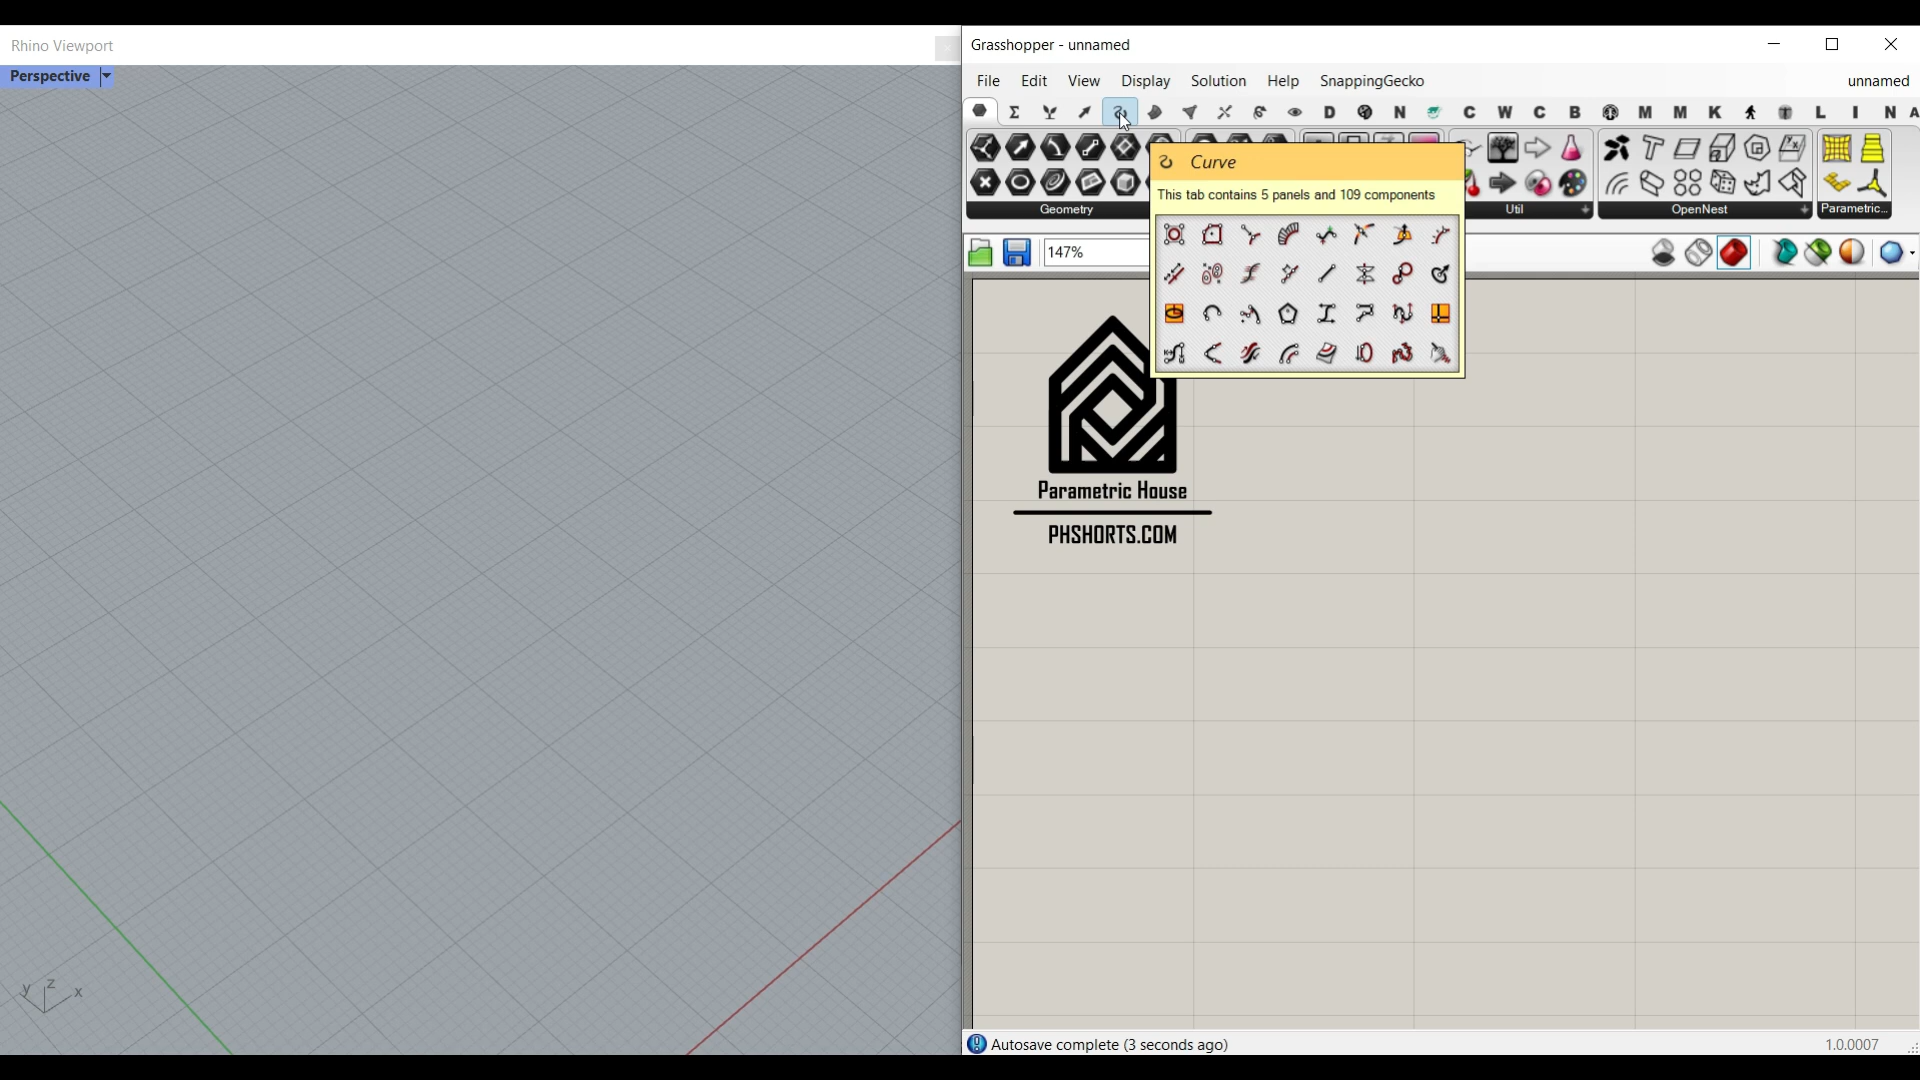 Rhino Viewport
Perspective
Grasshopper - unnamed
File Edit View Display Solution Help SnappingGecko unnamed
D N C W C B M M K L I N A
Curve
This tab contains 5 panels and 109 components
Geometry Util OpenNest Parametric...
147%
Parametric House
PHSHORTS.COM
y z x
Autosave complete (3 seconds ago) 1.0.0007